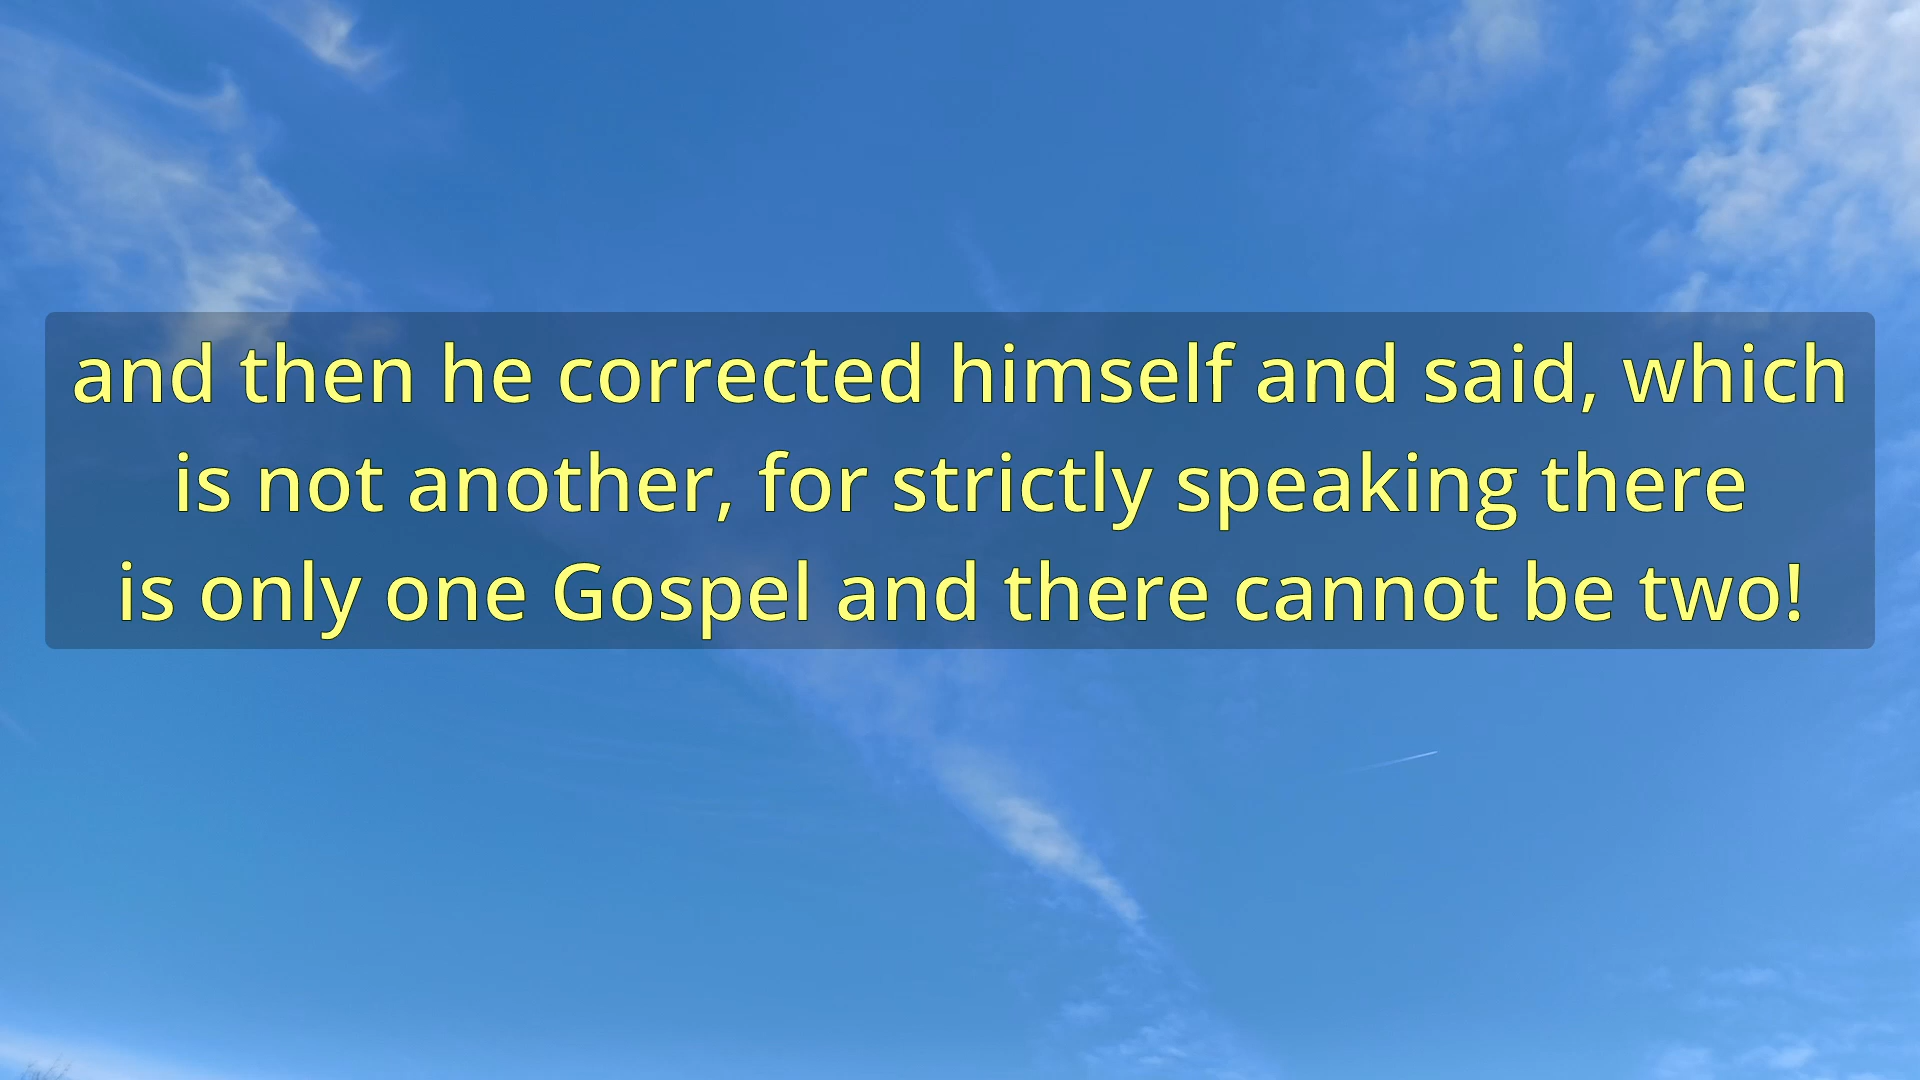 and then he corrected himself and said, which
is not another, for strictly speaking there
is only one Gospel and there cannot be two!